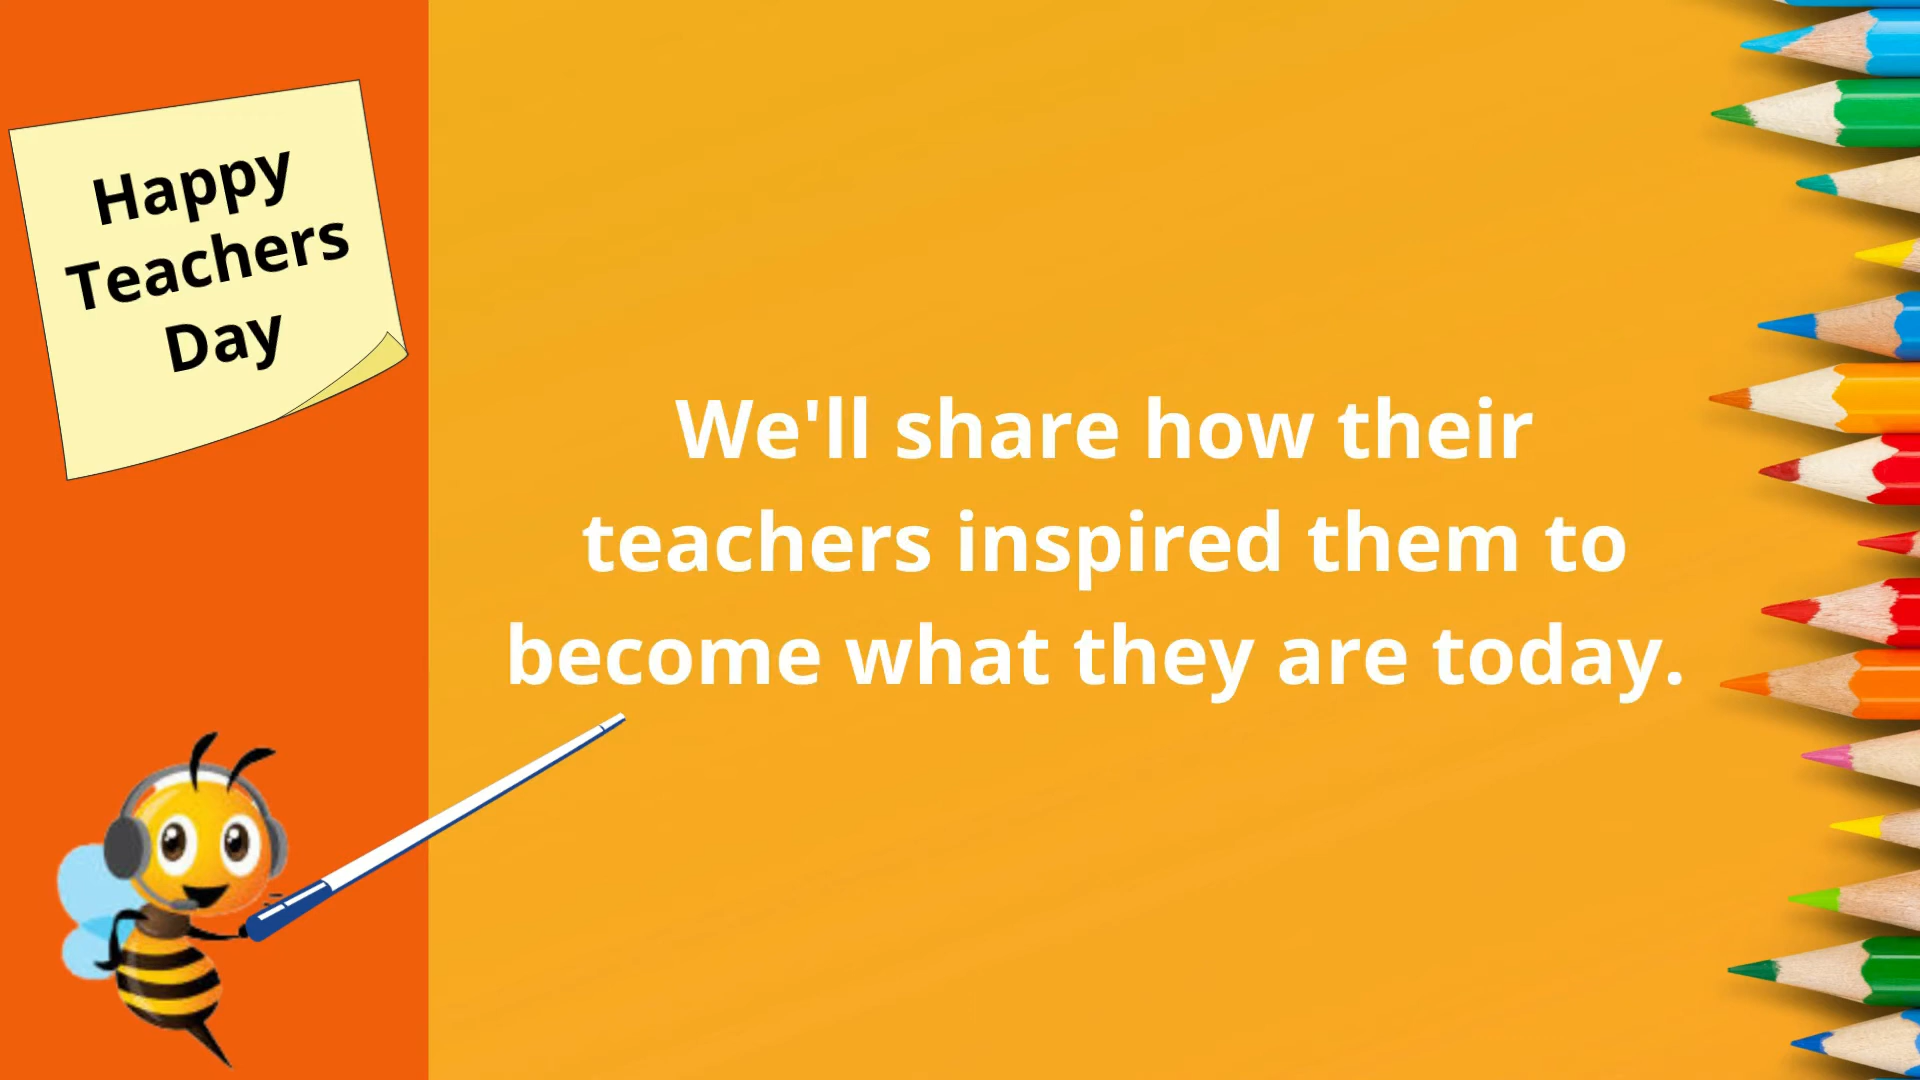 Happy
Teachers
Day
We'll share how their
teachers inspired them to
become what they are today.